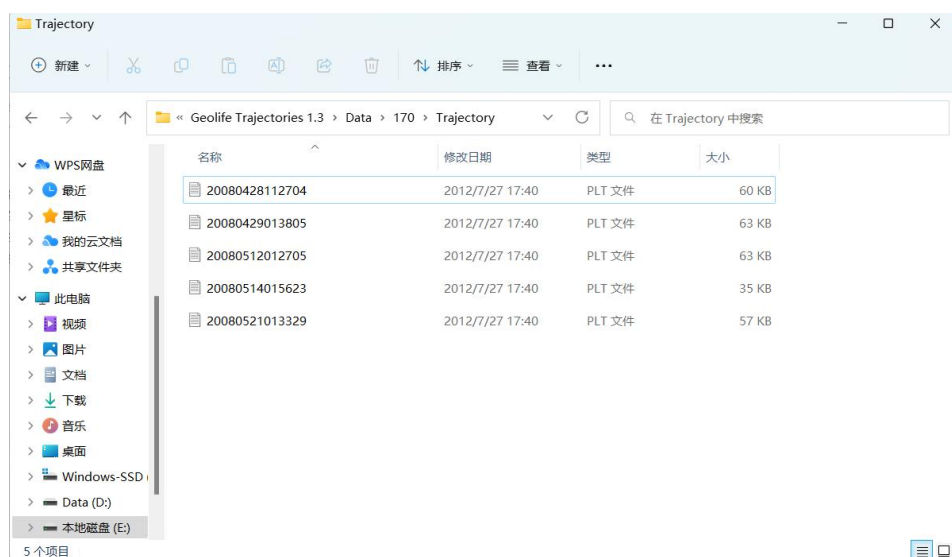 Trajectory
新建
排序
查看
« Geolife Trajectories 1.3 › Data › 170 › Trajectory
在 Trajectory 中搜索
名称 修改日期 类型 大小
20080428112704 2012/7/27 17:40 PLT 文件 60 KB
20080429013805 2012/7/27 17:40 PLT 文件 63 KB
20080512012705 2012/7/27 17:40 PLT 文件 63 KB
20080514015623 2012/7/27 17:40 PLT 文件 35 KB
20080521013329 2012/7/27 17:40 PLT 文件 57 KB
WPS网盘
最近
星标
我的云文档
共享文件夹
此电脑
视频
图片
文档
下载
音乐
桌面
Windows-SSD (
Data (D:)
本地磁盘 (E:)
5 个项目